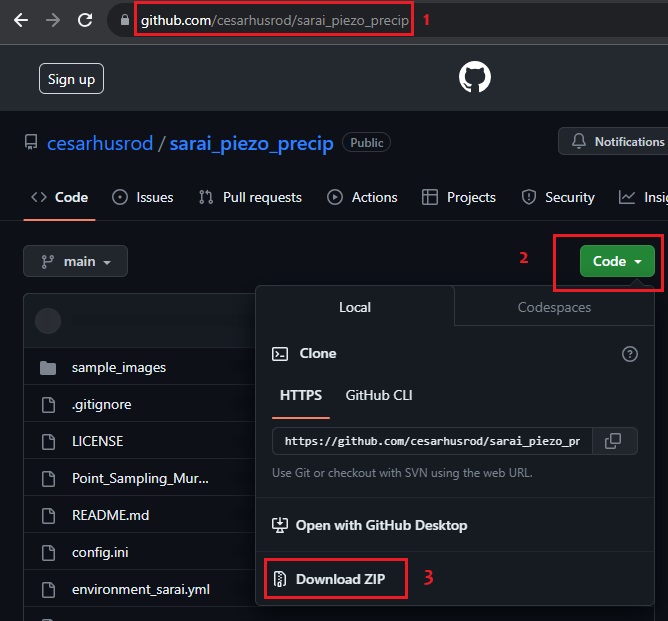 github.com/cesarhusrod/sarai_piezo_precip 1
Sign up
cesarhusrod / sarai_piezo_precip Public
Notifications
Code Issues Pull requests Actions Projects Security
main 2 Code
Local Codespaces
Clone
sample_images
HTTPS GitHub CLI
.gitignore
https://github.com/cesarhusrod/sarai_piezo_pr
LICENSE
Use Git or checkout with SVN using the web URL.
Point_Sampling_Mur...
README.md
Open with GitHub Desktop
config.ini
Download ZIP 3
environment_sarai.yml